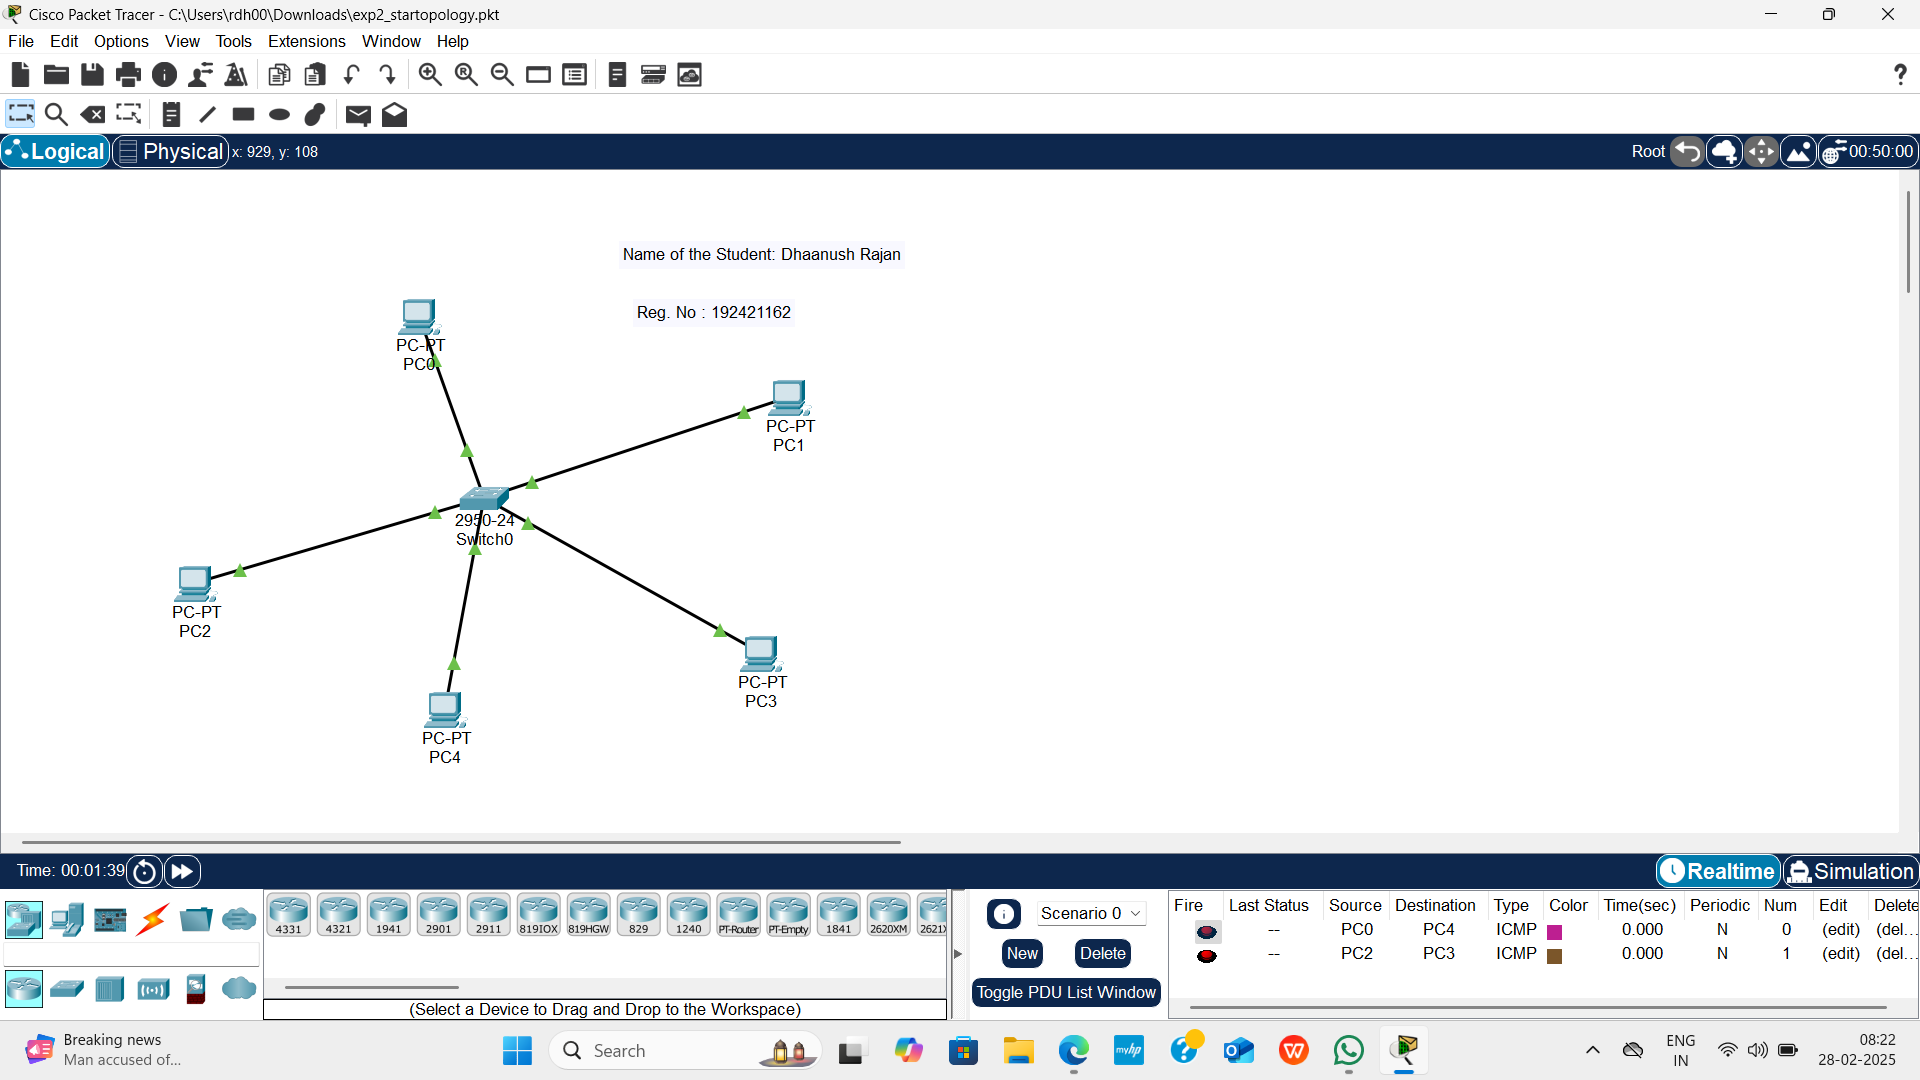 Cisco Packet Tracer - C:\Users\rdh00\Downloads\exp2_startopology.pkt
File Edit Options View Tools Extensions Window Help
Logical Physical x: 929, y: 108 Root 00:50:00
Name of the Student: Dhaanush Rajan
Reg. No : 192421162
PC-PT
PC0
PC-PT
PC1
2950-24
Switch0
PC-PT
PC2
PC-PT
PC3
PC-PT
PC4
Time: 00:01:39 Realtime Simulation
4331 4321 1941 2901 2911 819IOX 819HGW 829 1240 PT-Router PT-Empty 1841 2620XM 2621X
(Select a Device to Drag and Drop to the Workspace)
Scenario 0
New Delete
Toggle PDU List Window
Fire Last Status Source Destination Type Color Time(sec) Periodic Num Edit Delete
-- PC0 PC4 ICMP 0.000 N 0 (edit) (del...
-- PC2 PC3 ICMP 0.000 N 1 (edit) (del...
Breaking news
Man accused of...
Search
myhp
ENG
IN
08:22
28-02-2025